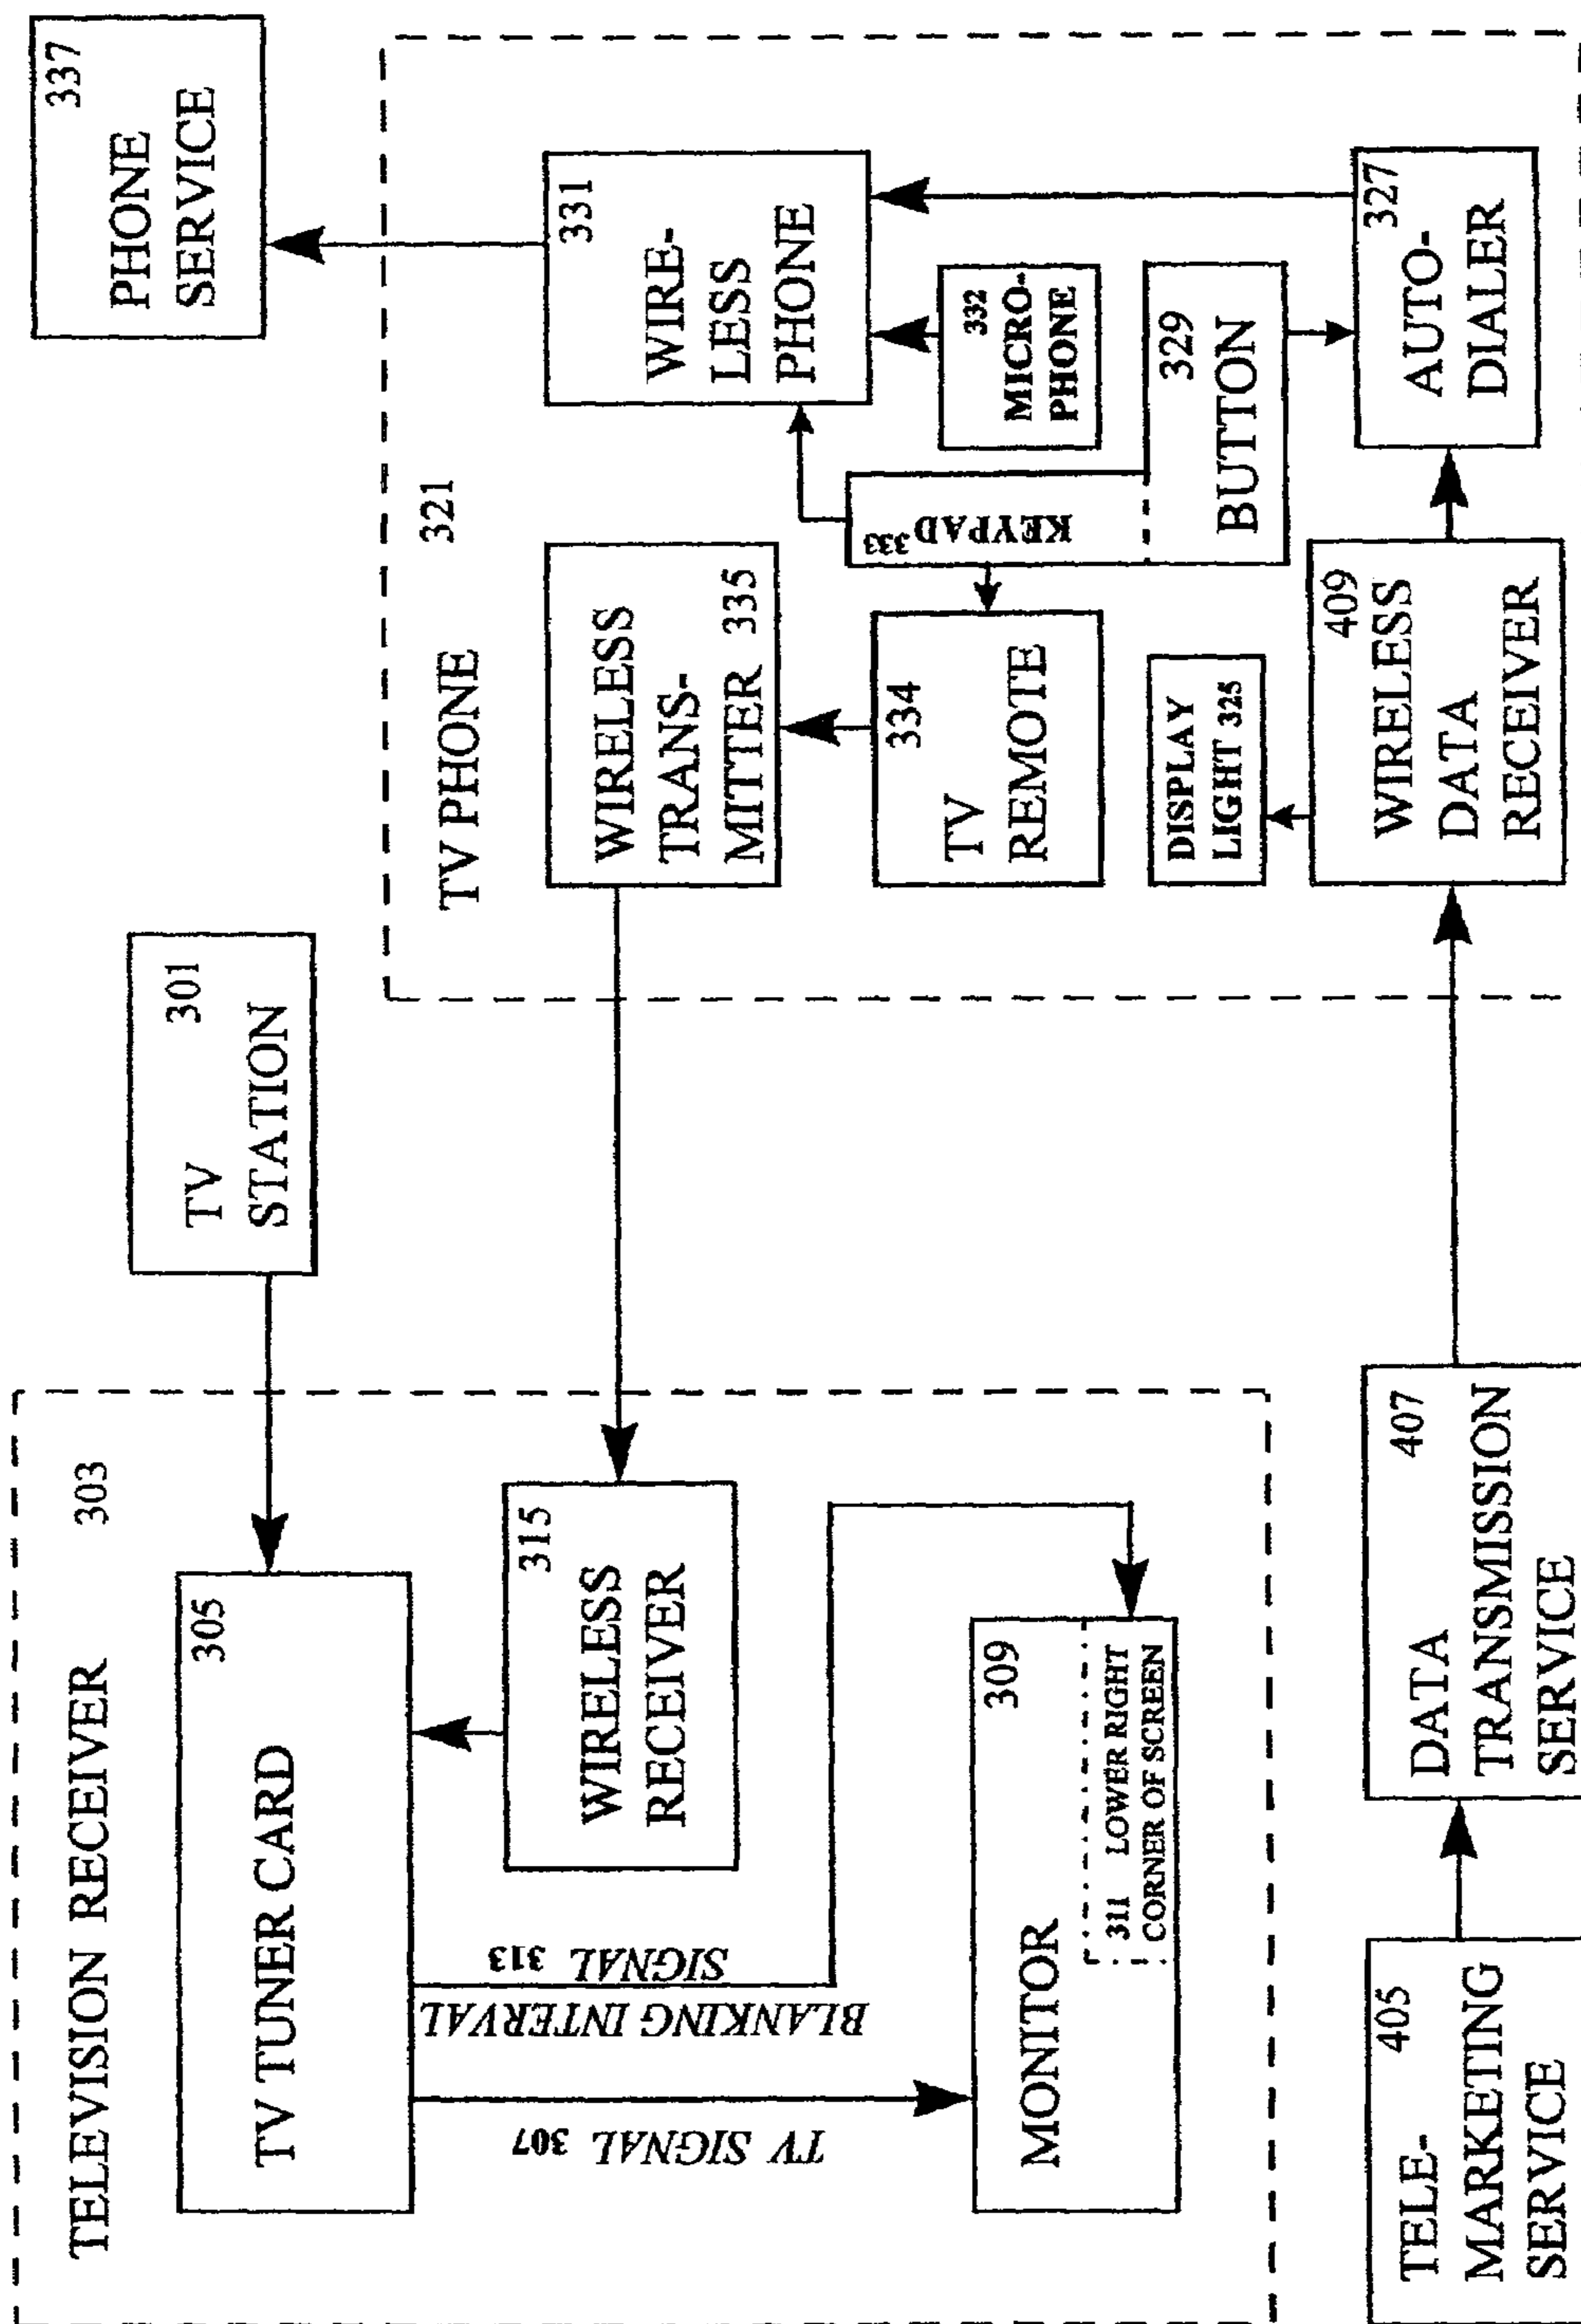 TELEVISION RECEIVER 303
305
TV TUNER CARD
315
WIRELESS
RECEIVER
BLANKING INTERVAL
SIGNAL 313
TV SIGNAL 307
309
MONITOR
311 LOWER RIGHT
CORNER OF SCREEN
301
TV
STATION
337
PHONE
SERVICE
TV PHONE 321
WIRELESS
TRANS-
MITTER 335
331
WIRE-
LESS
PHONE
334
TV
REMOTE
KEYPAD 333
332
MICRO-
PHONE
DISPLAY
LIGHT 325
329
BUTTON
409
WIRELESS
DATA
RECEIVER
327
AUTO-
DIALER
405
TELE-
MARKETING
SERVICE
407
DATA
TRANSMISSION
SERVICE